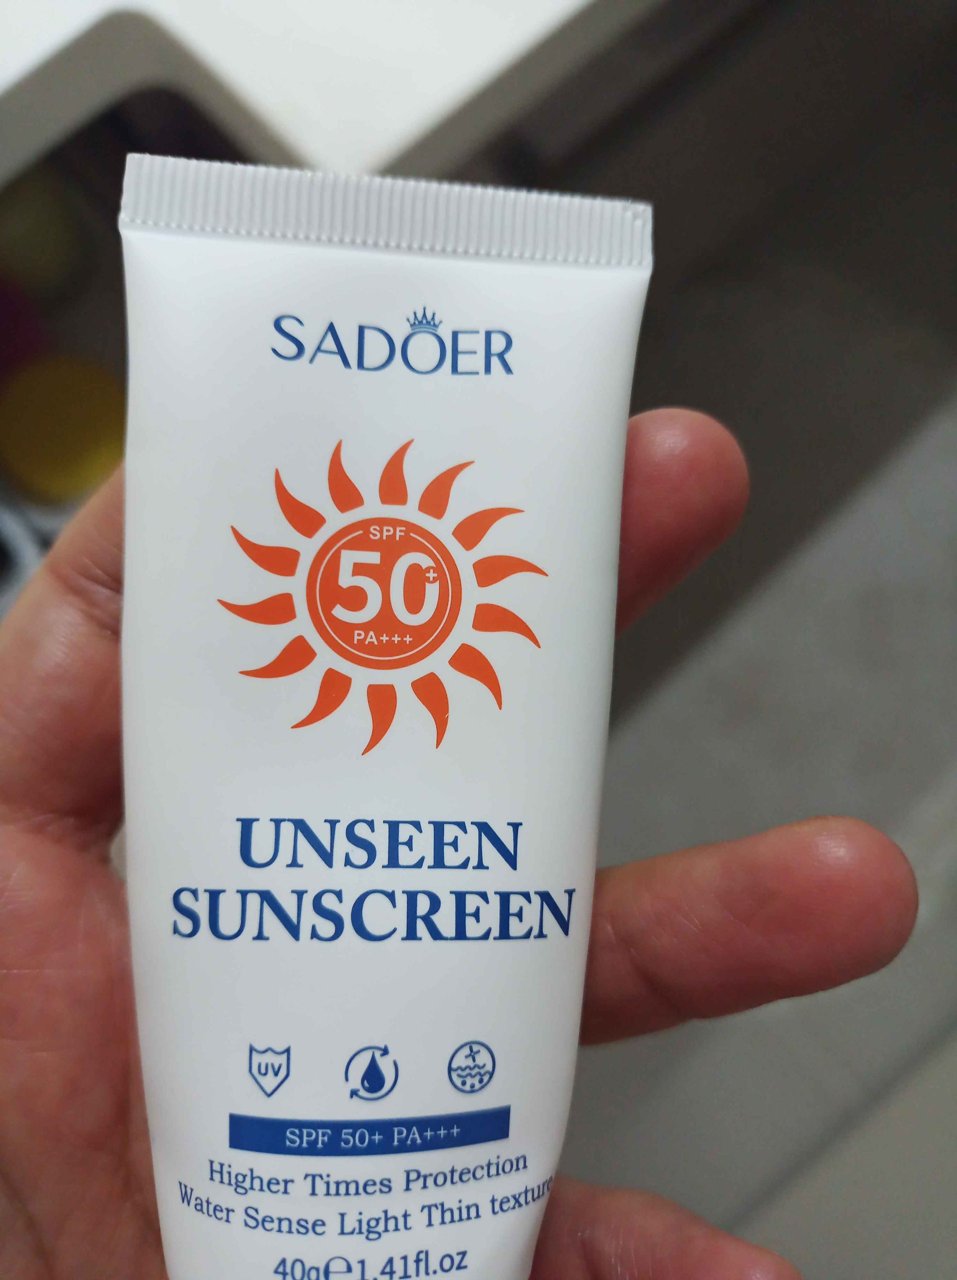 SADOER
SPF
50+
PA+++
UNSEEN
SUNSCREEN
UV
SPF 50+ PA+++
Higher Times Protection
Water Sense Light Thin texture
40g℮1.41fl.oz